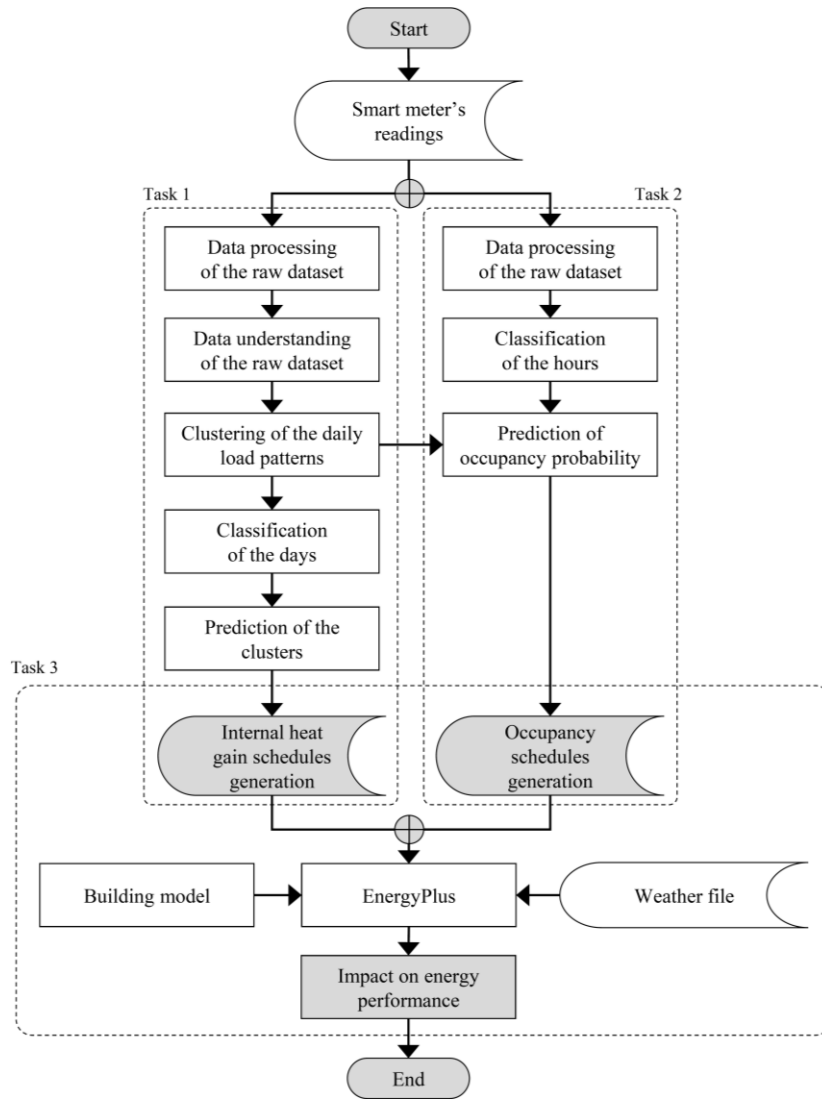 Start
Smart meter's
readings
Task 1
Task 2
Data processing
of the raw dataset
Data processing
of the raw dataset
Data understanding
of the raw dataset
Classification
of the hours
Clustering of the daily
load patterns
Prediction of
occupancy probability
Classification
of the days
Prediction of the
clusters
Task 3
Internal heat
gain schedules
generation
Occupancy
schedules
generation
Building model
EnergyPlus
Weather file
Impact on energy
performance
End